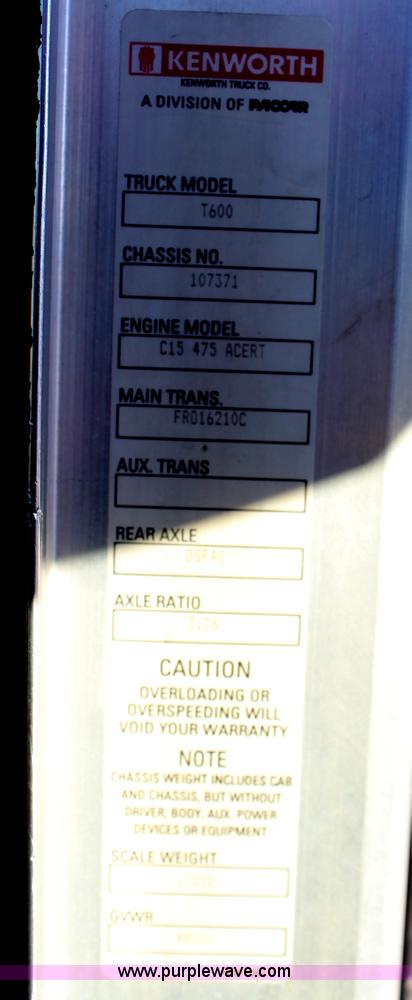 KENWORTH
KENWORTH TRUCK CO.
A DIVISION OF PACCAR
TRUCK MODEL
T600
CHASSIS NO.
107371
ENGINE MODEL
C15 475 ACERT
MAIN TRANS.
FRO16210C
AUX. TRANS
REAR AXLE
DSP40
AXLE RATIO
CAUTION
OVERLOADING OR
OVERSPEEDING WILL
VOID YOUR WARRANTY
NOTE
CHASSIS WEIGHT INCLUDES CAB
AND CHASSIS, BUT WITHOUT
DRIVER, BODY, AUX. POWER
DEVICES OR EQUIPMENT
SCALE WEIGHT
GVWR
www.purplewave.com